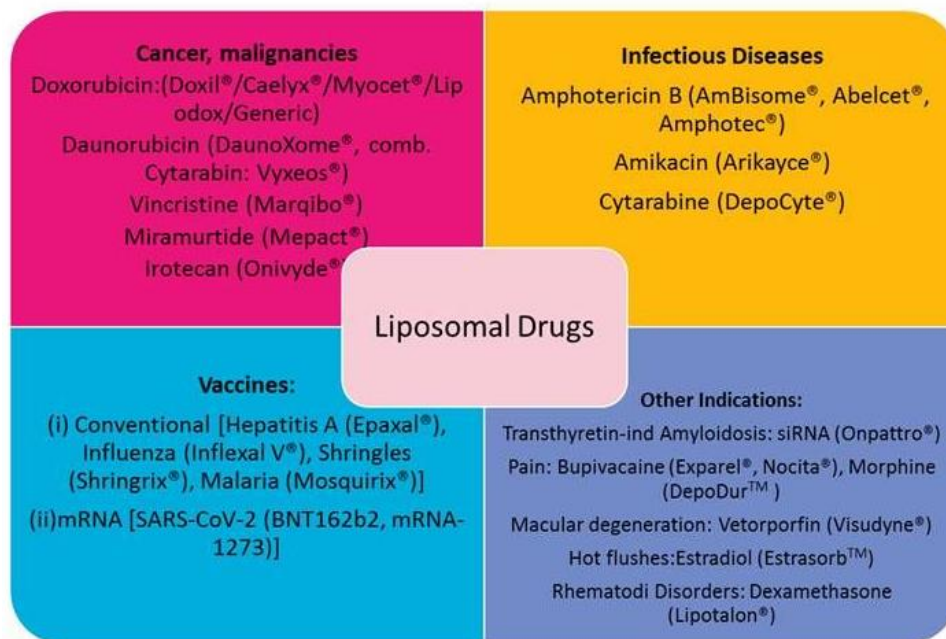 Cancer, malignancies
Doxorubicin:(Doxil®/Caelyx®/Myocet®/Lip
odox/Generic)
Daunorubicin (DaunoXome®, comb.
Cytarabin: Vyxeos®)
Vincristine (Marqibo®)
Miramurtide (Mepact®)
Irotecan (Onivyde®)
Infectious Diseases
Amphotericin B (AmBisome®, Abelcet®,
Amphotec®)
Amikacin (Arikayce®)
Cytarabine (DepoCyte®)
Liposomal Drugs
Vaccines:
(i) Conventional [Hepatitis A (Epaxal®),
Influenza (Inflexal V®), Shringles
(Shringrix®), Malaria (Mosquirix®)]
(ii)mRNA [SARS-CoV-2 (BNT162b2, mRNA-
1273)]
Other Indications:
Transthyretin-ind Amyloidosis: siRNA (Onpattro®)
Pain: Bupivacaine (Exparel®, Nocita®), Morphine
(DepoDur™ )
Macular degeneration: Vetorporfin (Visudyne®)
Hot flushes:Estradiol (Estrasorb™)
Rhematodi Disorders: Dexamethasone
(Lipotalon®)